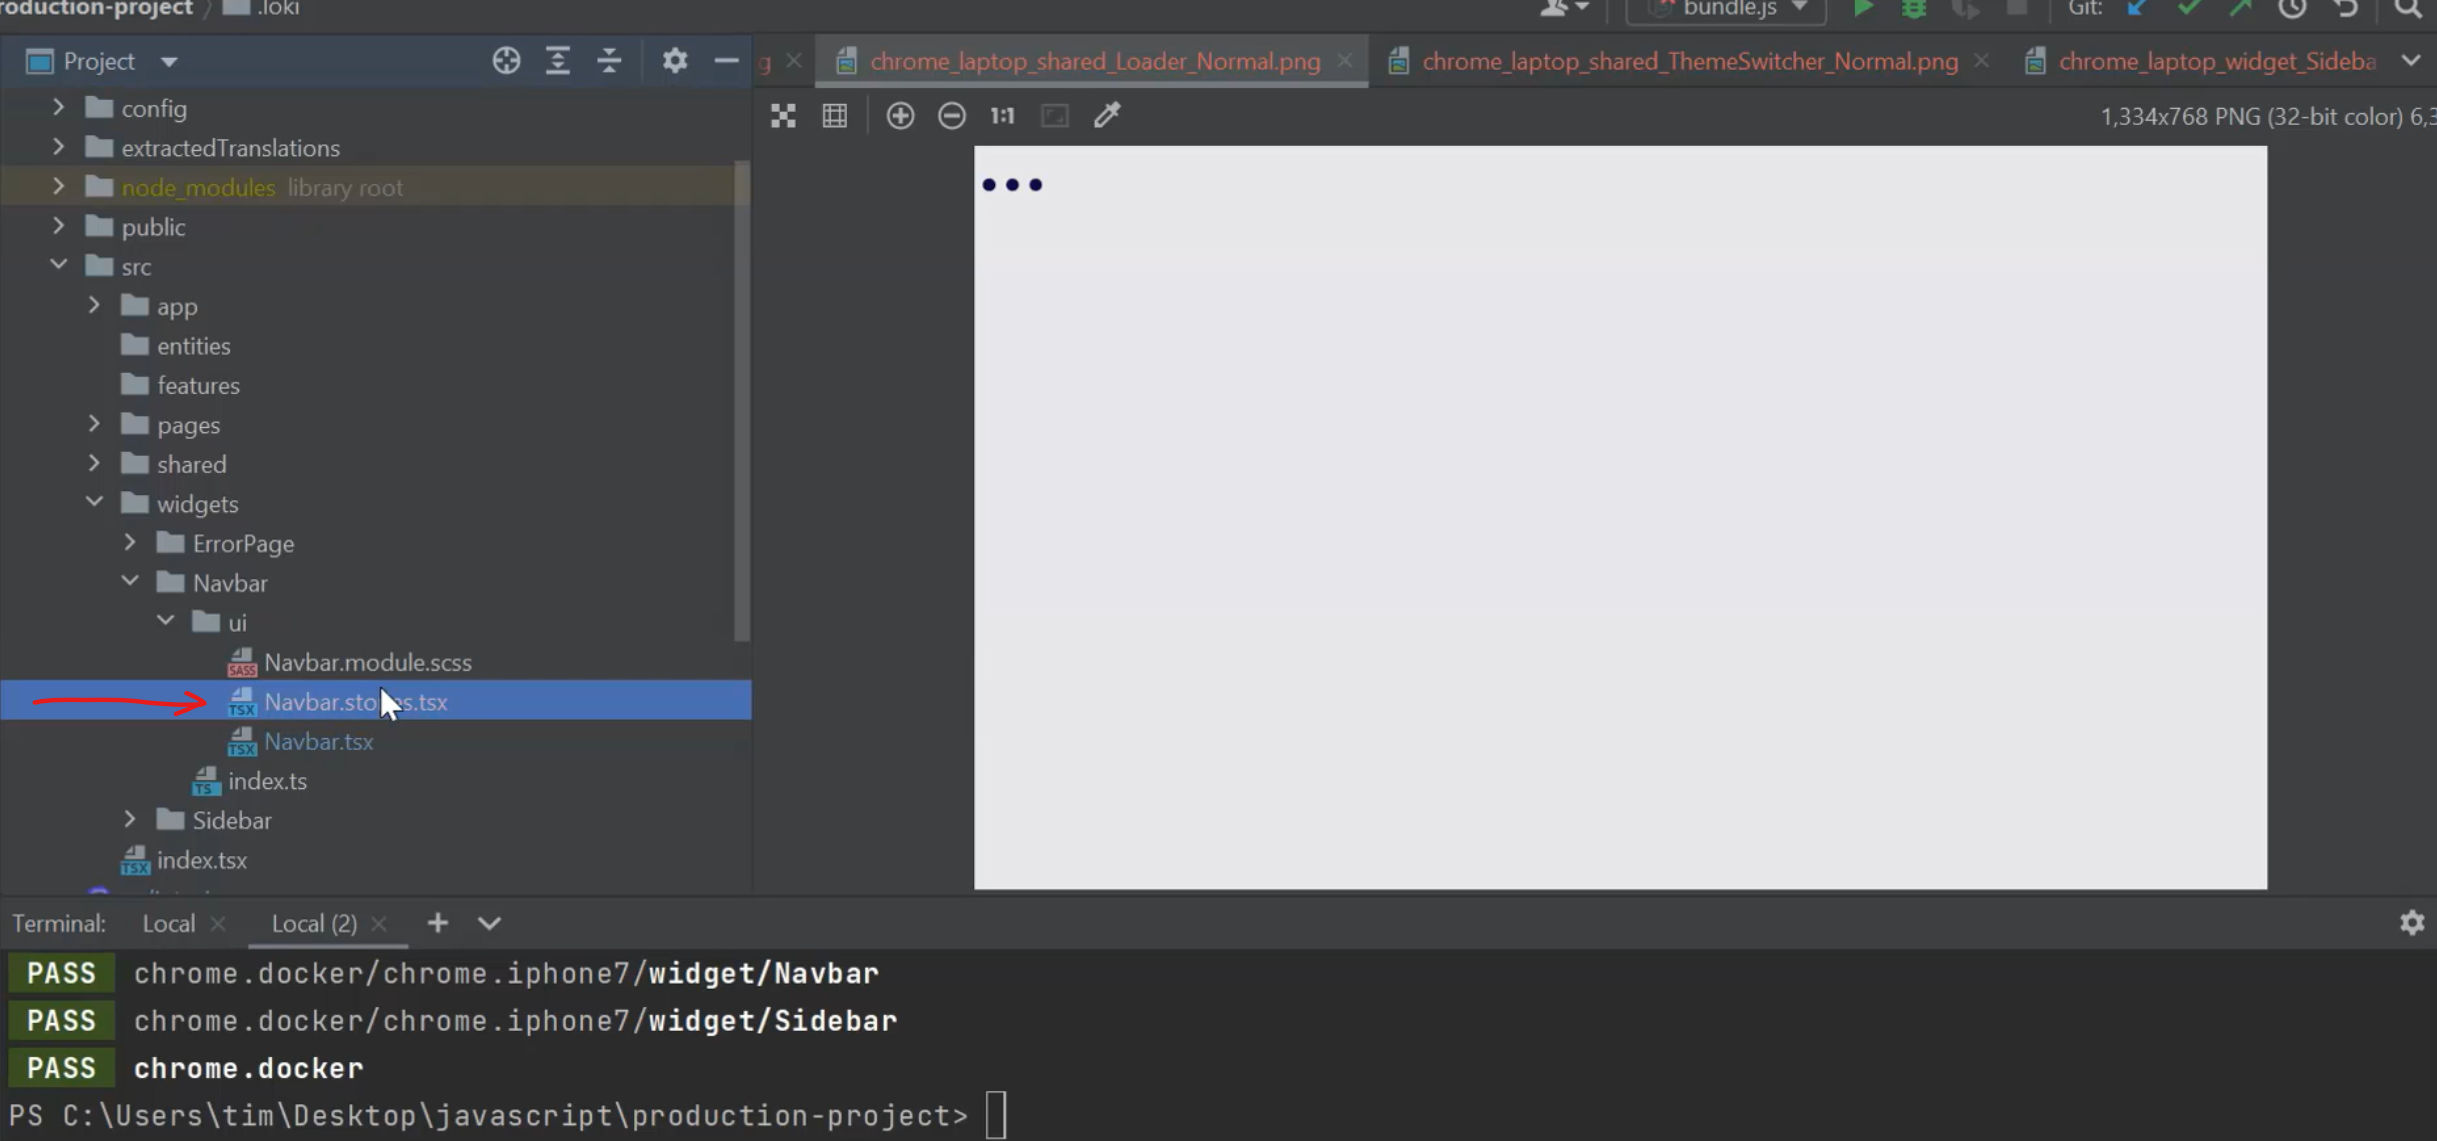 roduction-project
.loki
bundle.js
Git:
Project
g
chrome_laptop_shared_Loader_Normal.png
chrome_laptop_shared_ThemeSwitcher_Normal.png
chrome_laptop_widget_Sideba
1:1
1,334x768 PNG (32-bit color) 6,3
config
extractedTranslations
node_modules library root
public
src
app
entities
features
pages
shared
widgets
ErrorPage
Navbar
ui
SASS Navbar.module.scss
TSX
TSX Navbar.tsx
TS index.ts
Sidebar
TSX index.tsx
Terminal: Local Local (2)
PASS chrome.docker/chrome.iphone7/widget/Navbar
PASS chrome.docker/chrome.iphone7/widget/Sidebar
PASS chrome.docker
PS C:\Users\tim\Desktop\javascript\production-project>